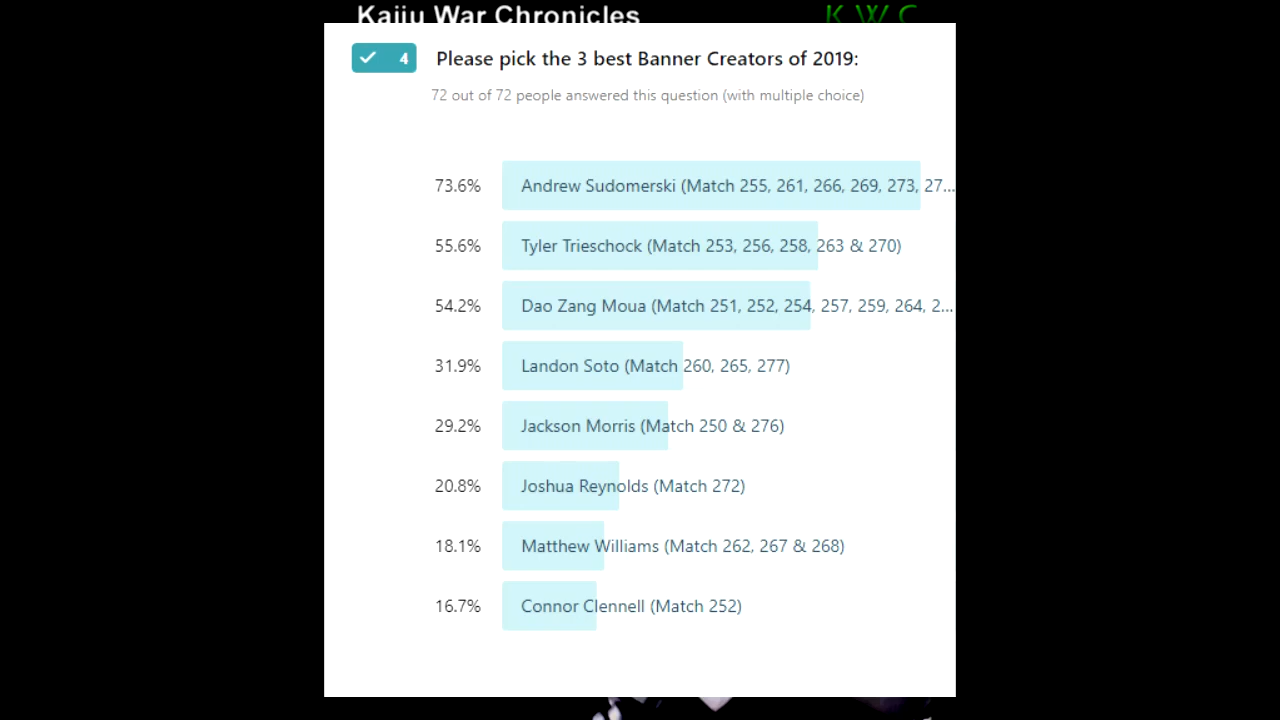 Kaiju War Chronicles
K W C
4 Please pick the 3 best Banner Creators of 2019:
72 out of 72 people answered this question (with multiple choice)
73.6% Andrew Sudomerski (Match 255, 261, 266, 269, 273, 27...
55.6% Tyler Trieschock (Match 253, 256, 258, 263 & 270)
54.2% Dao Zang Moua (Match 251, 252, 254, 257, 259, 264, 2...
31.9% Landon Soto (Match 260, 265, 277)
29.2% Jackson Morris (Match 250 & 276)
20.8% Joshua Reynolds (Match 272)
18.1% Matthew Williams (Match 262, 267 & 268)
16.7% Connor Clennell (Match 252)